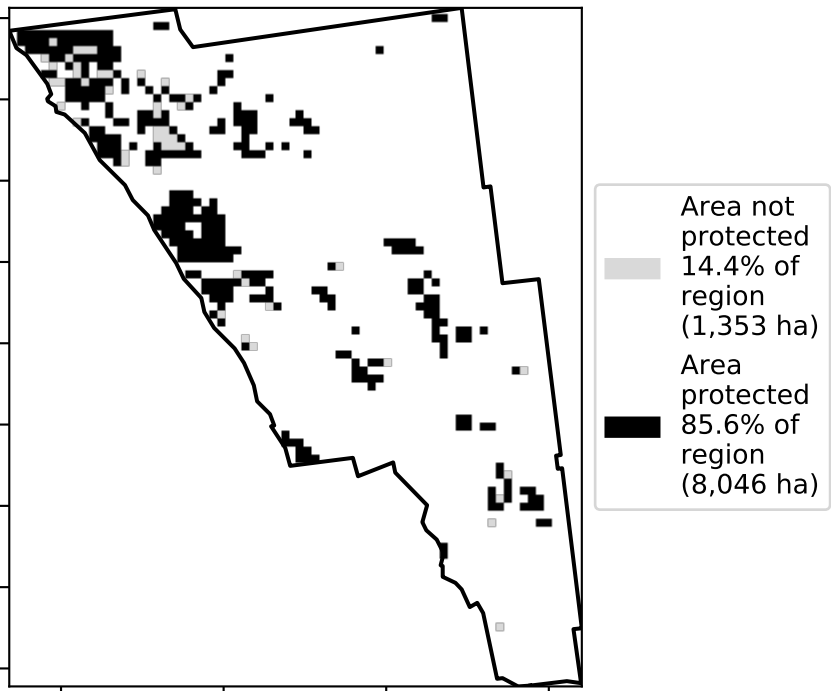 Area not
protected
14.4% of
region
(1,353 ha)
Area
protected
85.6% of
region
(8,046 ha)